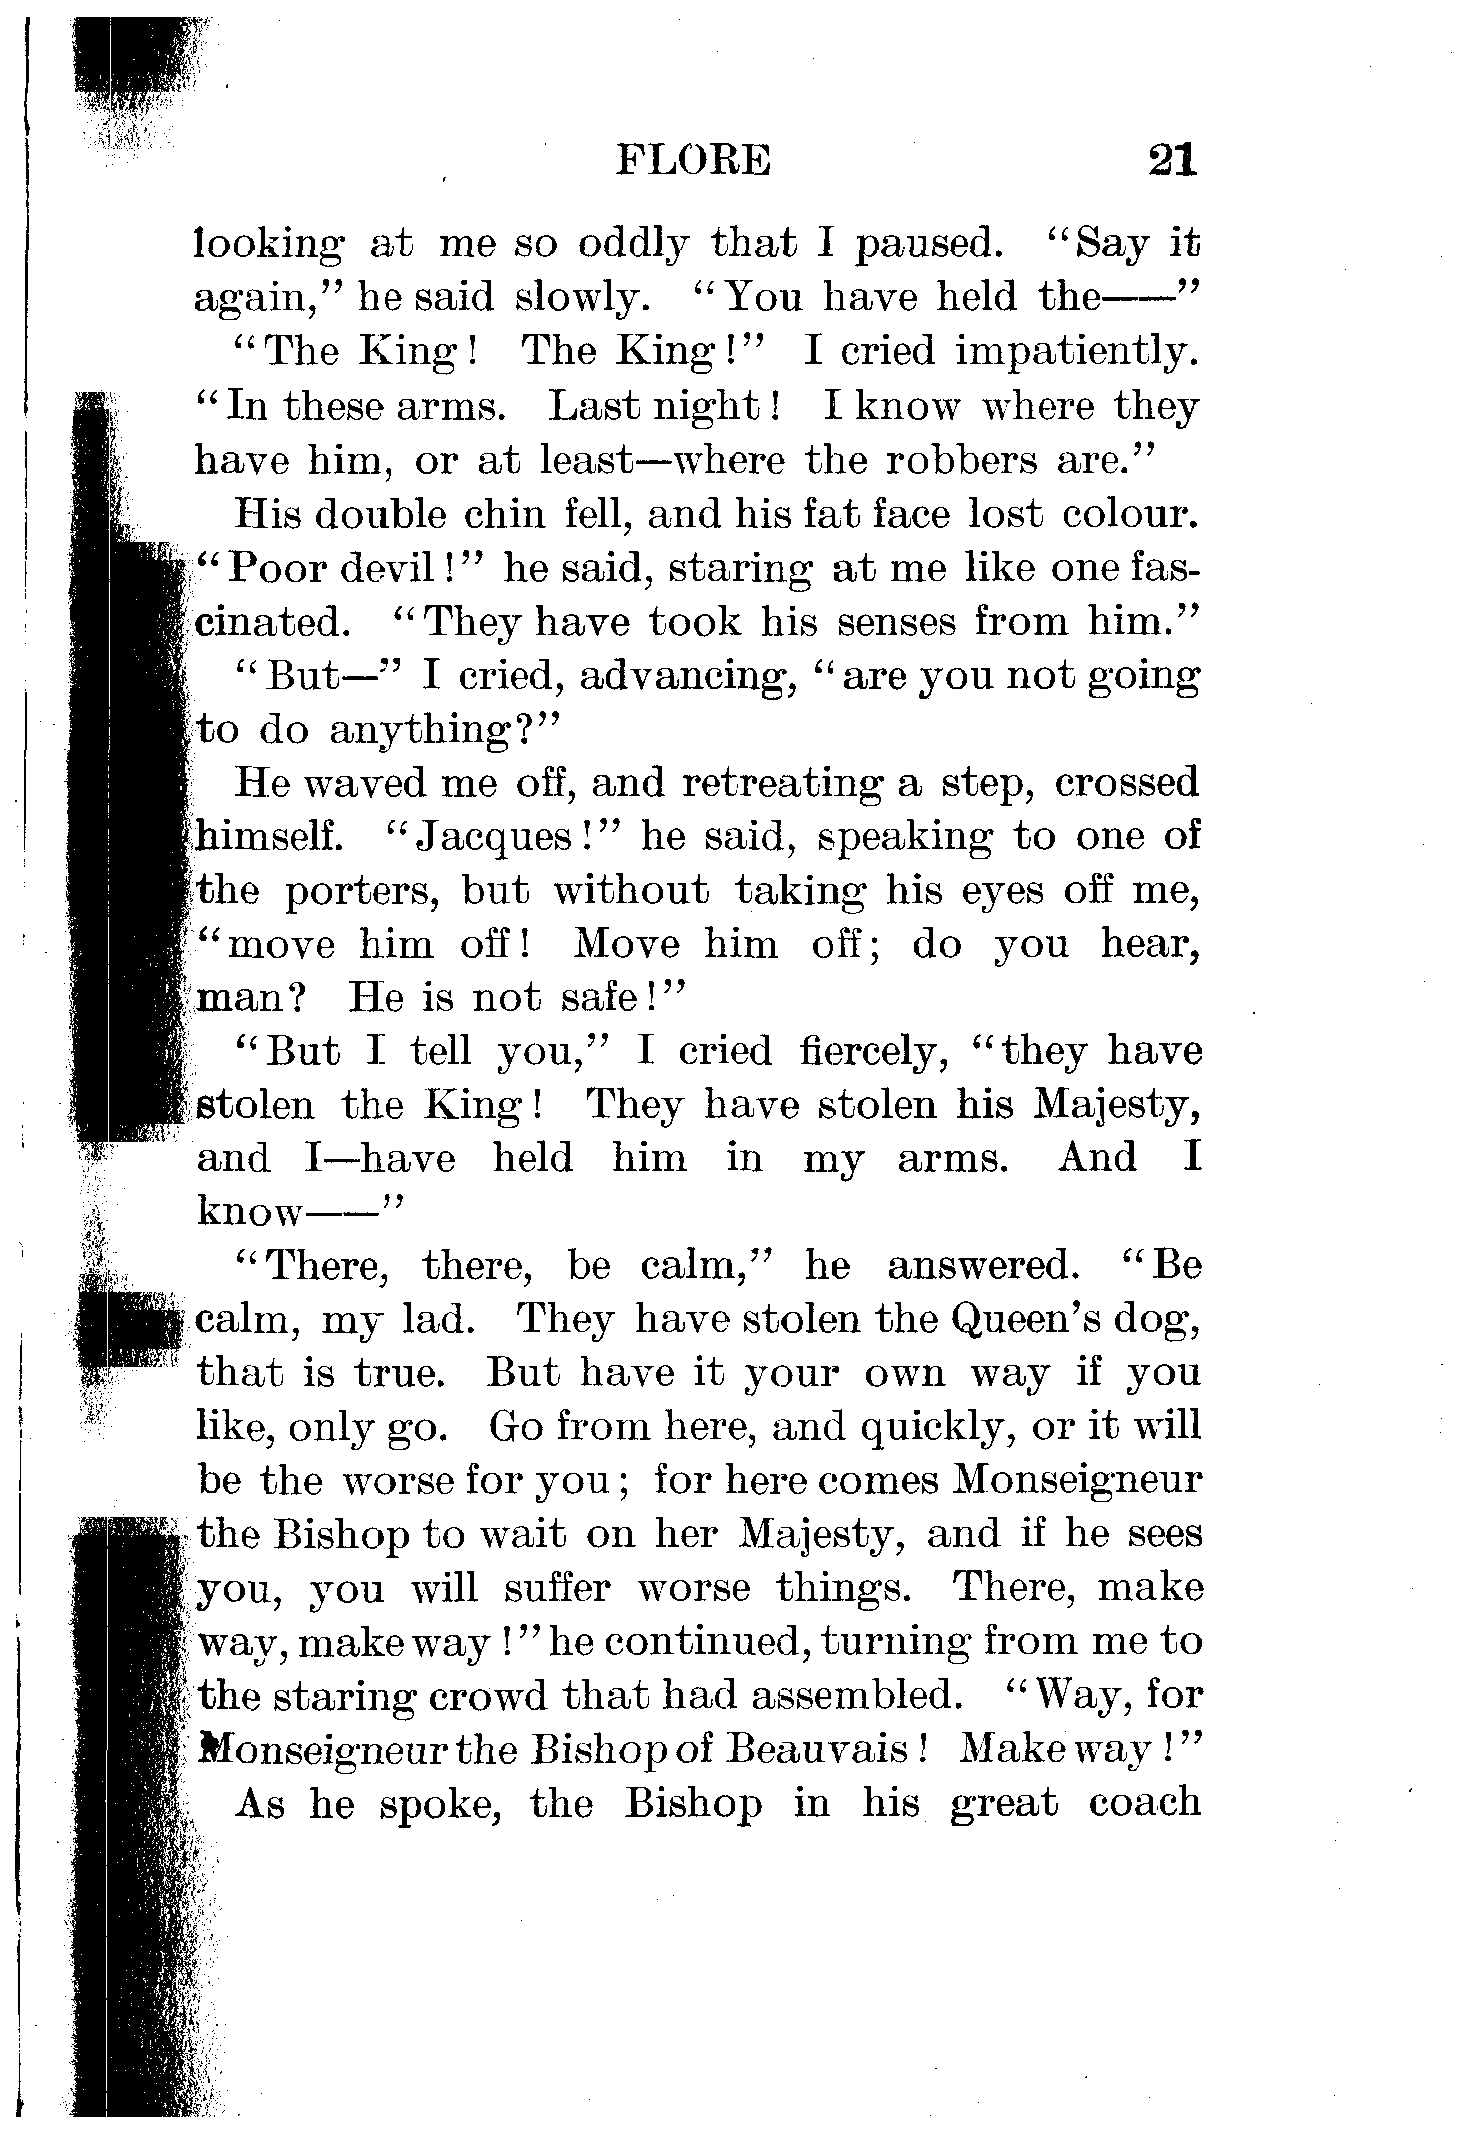 FLORE 21
looking at me so oddly that I paused. “Say it
again,” he said slowly. “You have held the——”
“The King! The King!” I cried impatiently.
“In these arms. Last night! I know where they
have him, or at least—where the robbers are.”
His double chin fell, and his fat face lost colour.
“Poor devil!” he said, staring at me like one fas-
cinated. “They have took his senses from him.”
“But—” I cried, advancing, “are you not going
to do anything?”
He waved me off, and retreating a step, crossed
himself. “Jacques!” he said, speaking to one of
the porters, but without taking his eyes off me,
“move him off! Move him off; do you hear,
man? He is not safe!”
“But I tell you,” I cried fiercely, “they have
stolen the King! They have stolen his Majesty,
and I—have held him in my arms. And I
know——”
“There, there, be calm,” he answered. “Be
calm, my lad. They have stolen the Queen’s dog,
that is true. But have it your own way if you
like, only go. Go from here, and quickly, or it will
be the worse for you; for here comes Monseigneur
the Bishop to wait on her Majesty, and if he sees
you, you will suffer worse things. There, make
way, make way!” he continued, turning from me to
the staring crowd that had assembled. “Way, for
Monseigneur the Bishop of Beauvais! Make way!”
As he spoke, the Bishop in his great coach